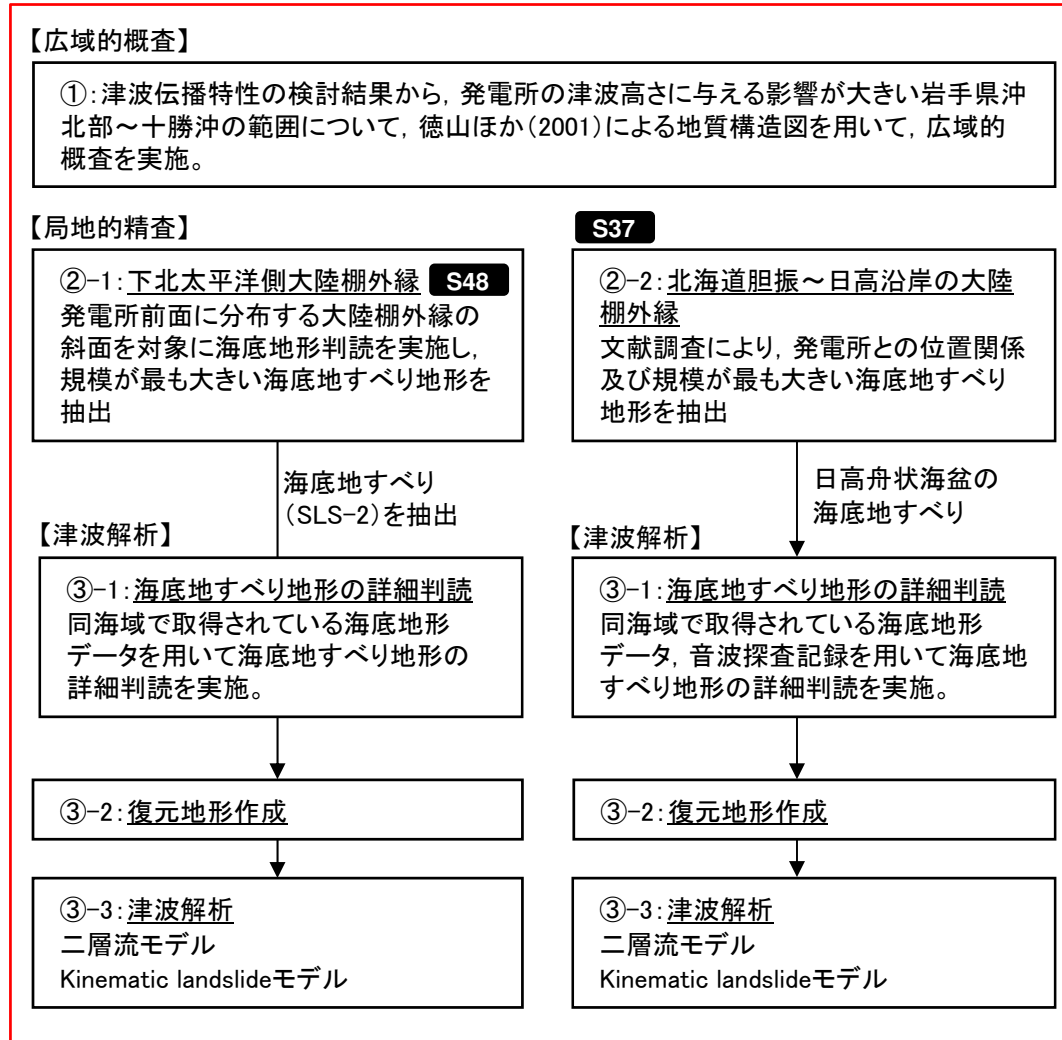 【広域的概査】
①:津波伝播特性の検討結果から,発電所の津波高さに与える影響が大きい岩手県沖
北部～十勝沖の範囲について,徳山ほか(2001)による地質構造図を用いて,広域的
概査を実施。
【局地的精査】
②-1:下北太平洋側大陸棚外縁 S48
発電所前面に分布する大陸棚外縁の
斜面を対象に海底地形判読を実施し,
規模が最も大きい海底地すべり地形を
抽出
海底地すべり
(SLS-2)を抽出
【津波解析】
③-1:海底地すべり地形の詳細判読
同海域で取得されている海底地形
データを用いて海底地すべり地形の
詳細判読を実施。
③-2:復元地形作成
③-3:津波解析
二層流モデル
Kinematic landslideモデル
S37
②-2:北海道胆振～日高沿岸の大陸
棚外縁
文献調査により,発電所との位置関係
及び規模が最も大きい海底地すべり
地形を抽出
日高舟状海盆の
海底地すべり
【津波解析】
③-1:海底地すべり地形の詳細判読
同海域で取得されている海底地形
データ,音波探査記録を用いて海底地
すべり地形の詳細判読を実施。
③-2:復元地形作成
③-3:津波解析
二層流モデル
Kinematic landslideモデル